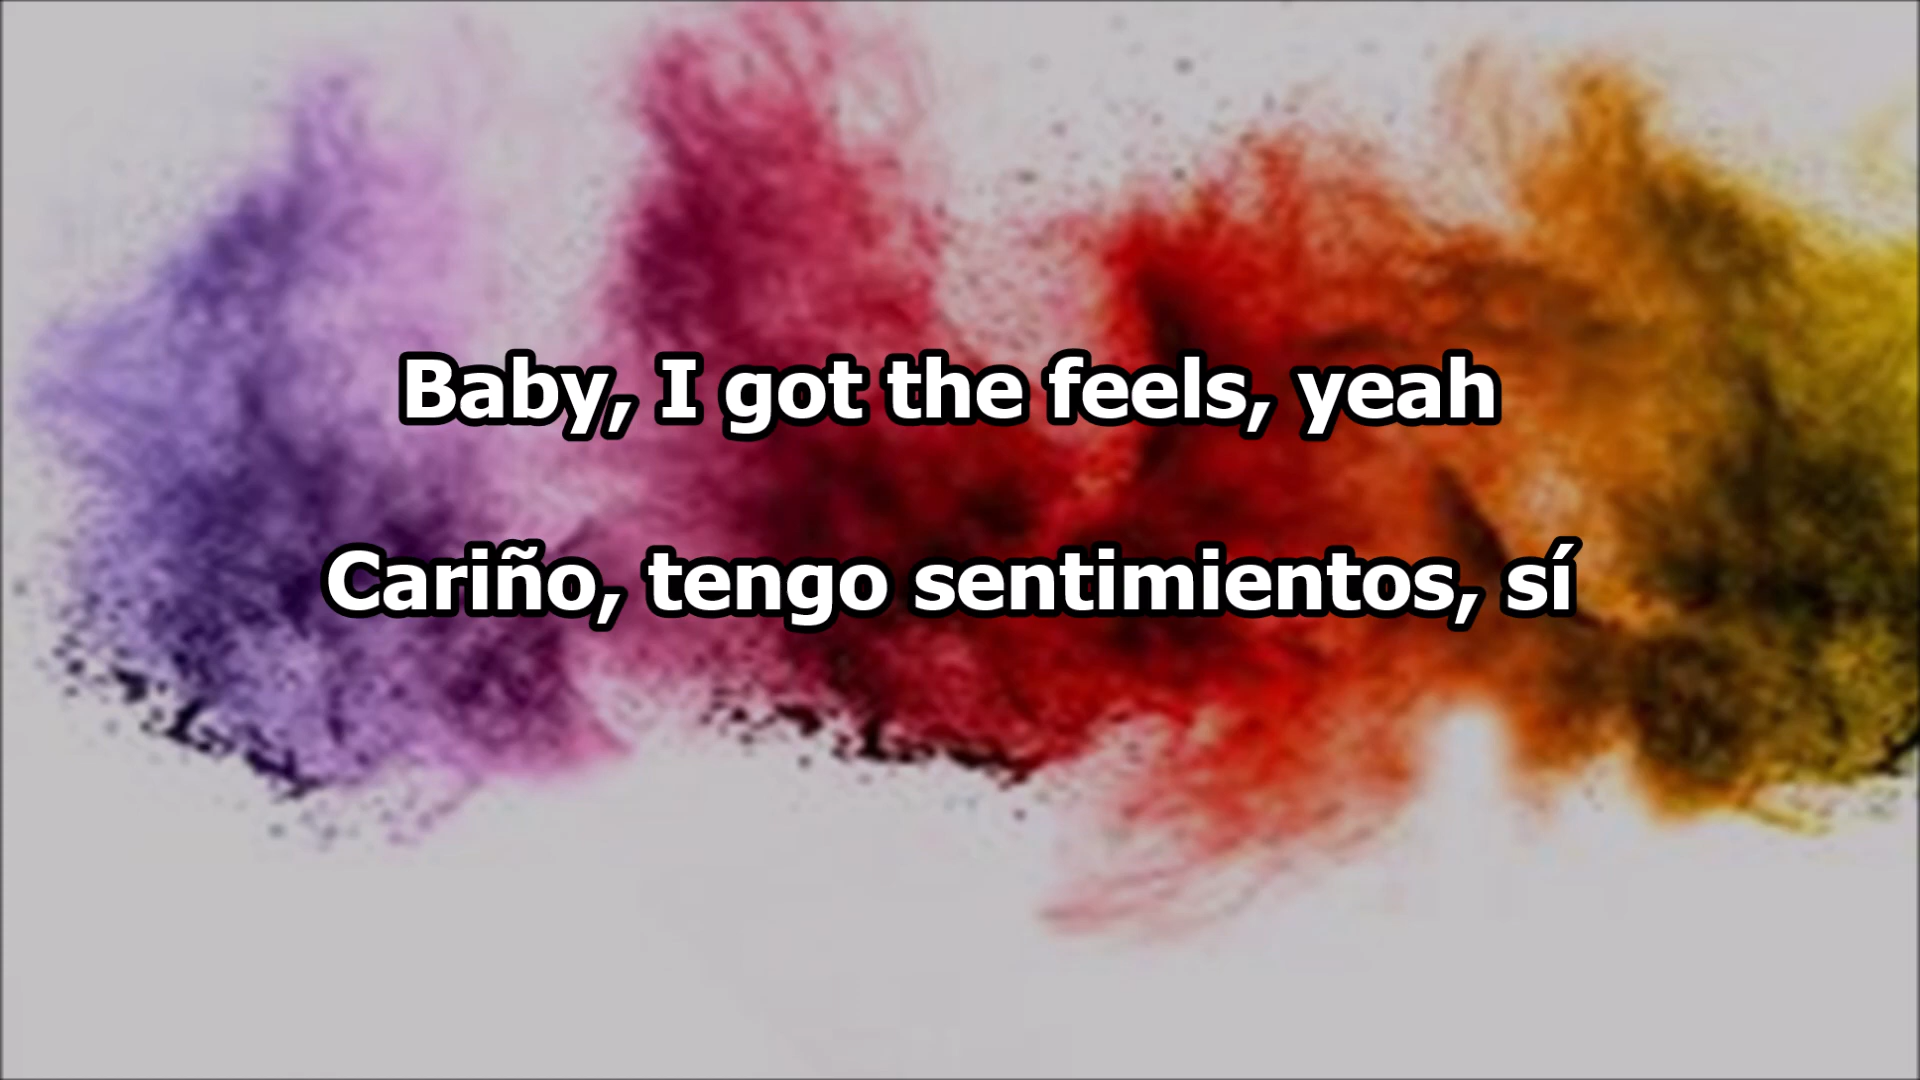 Baby, I got the feels, yeah
Cariño, tengo sentimientos, sí